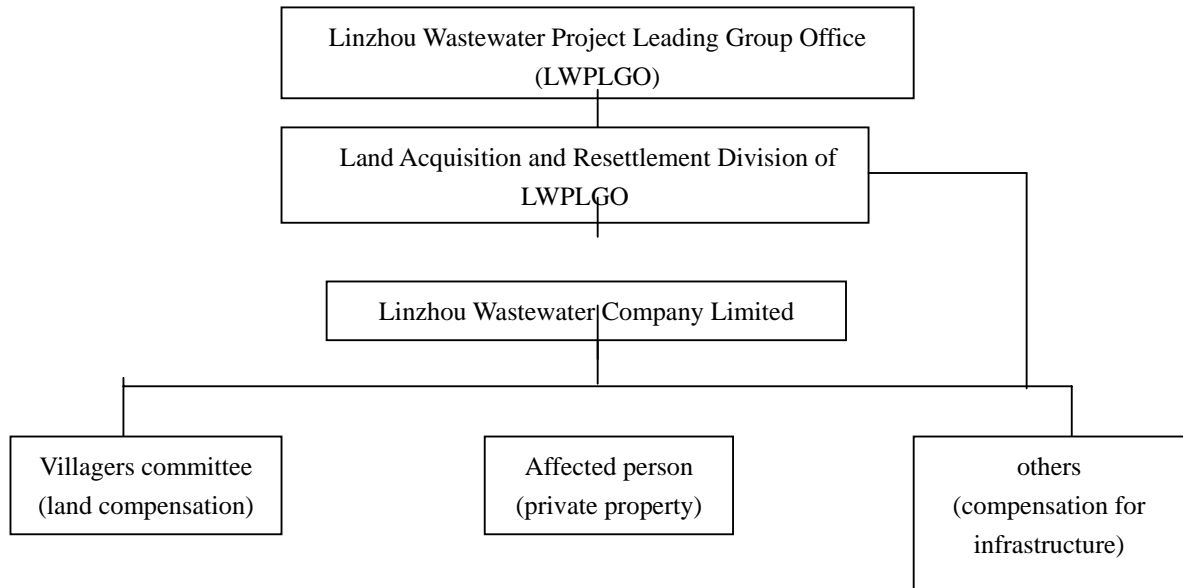 Linzhou Wastewater Project Leading Group Office
(LWPLGO)
Land Acquisition and Resettlement Division of
LWPLGO
Linzhou Wastewater Company Limited
Villagers committee
(land compensation)
Affected person
(private property)
others
(compensation for
infrastructure)